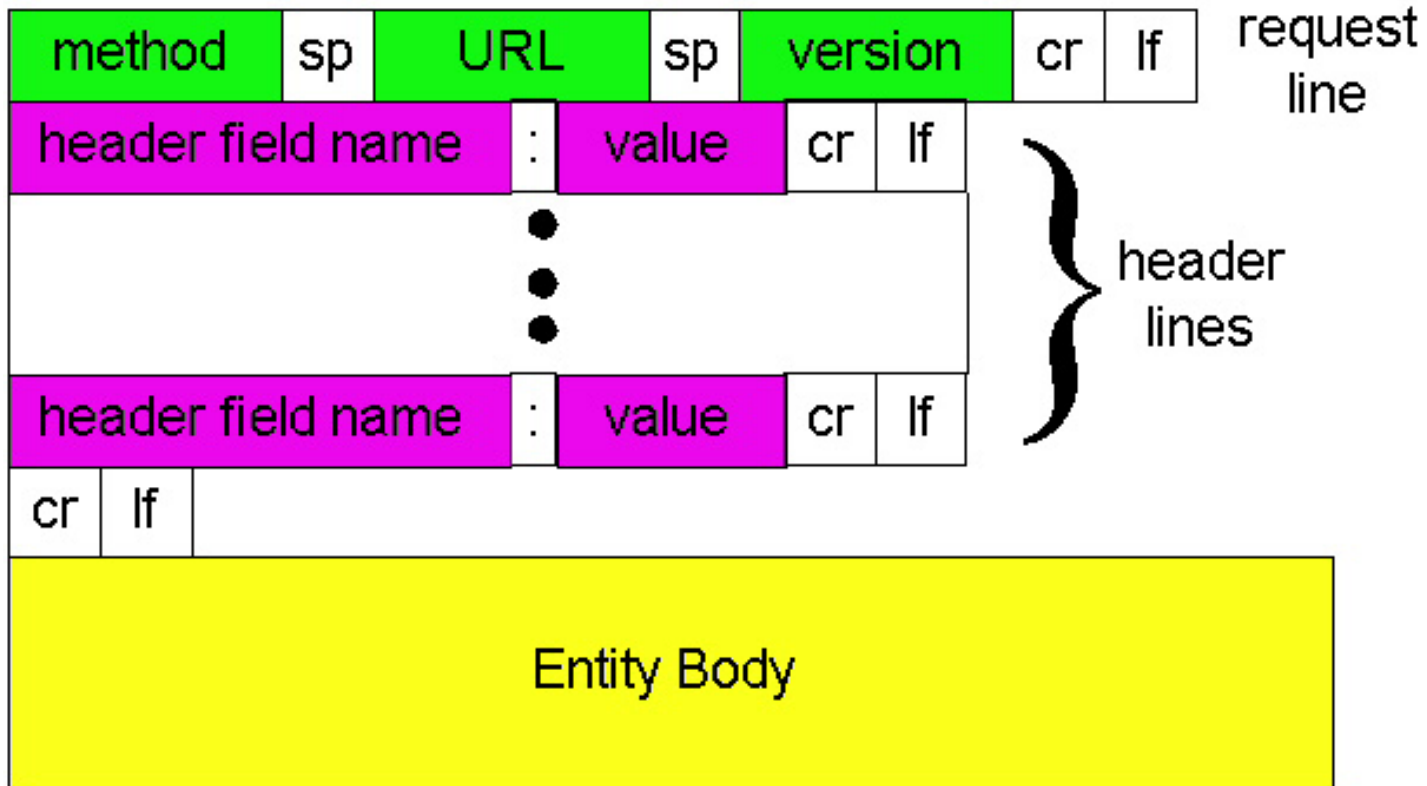 method sp URL sp version cr lf
request
line
header field name : value cr lf
header
lines
header field name : value cr lf
cr lf
Entity Body